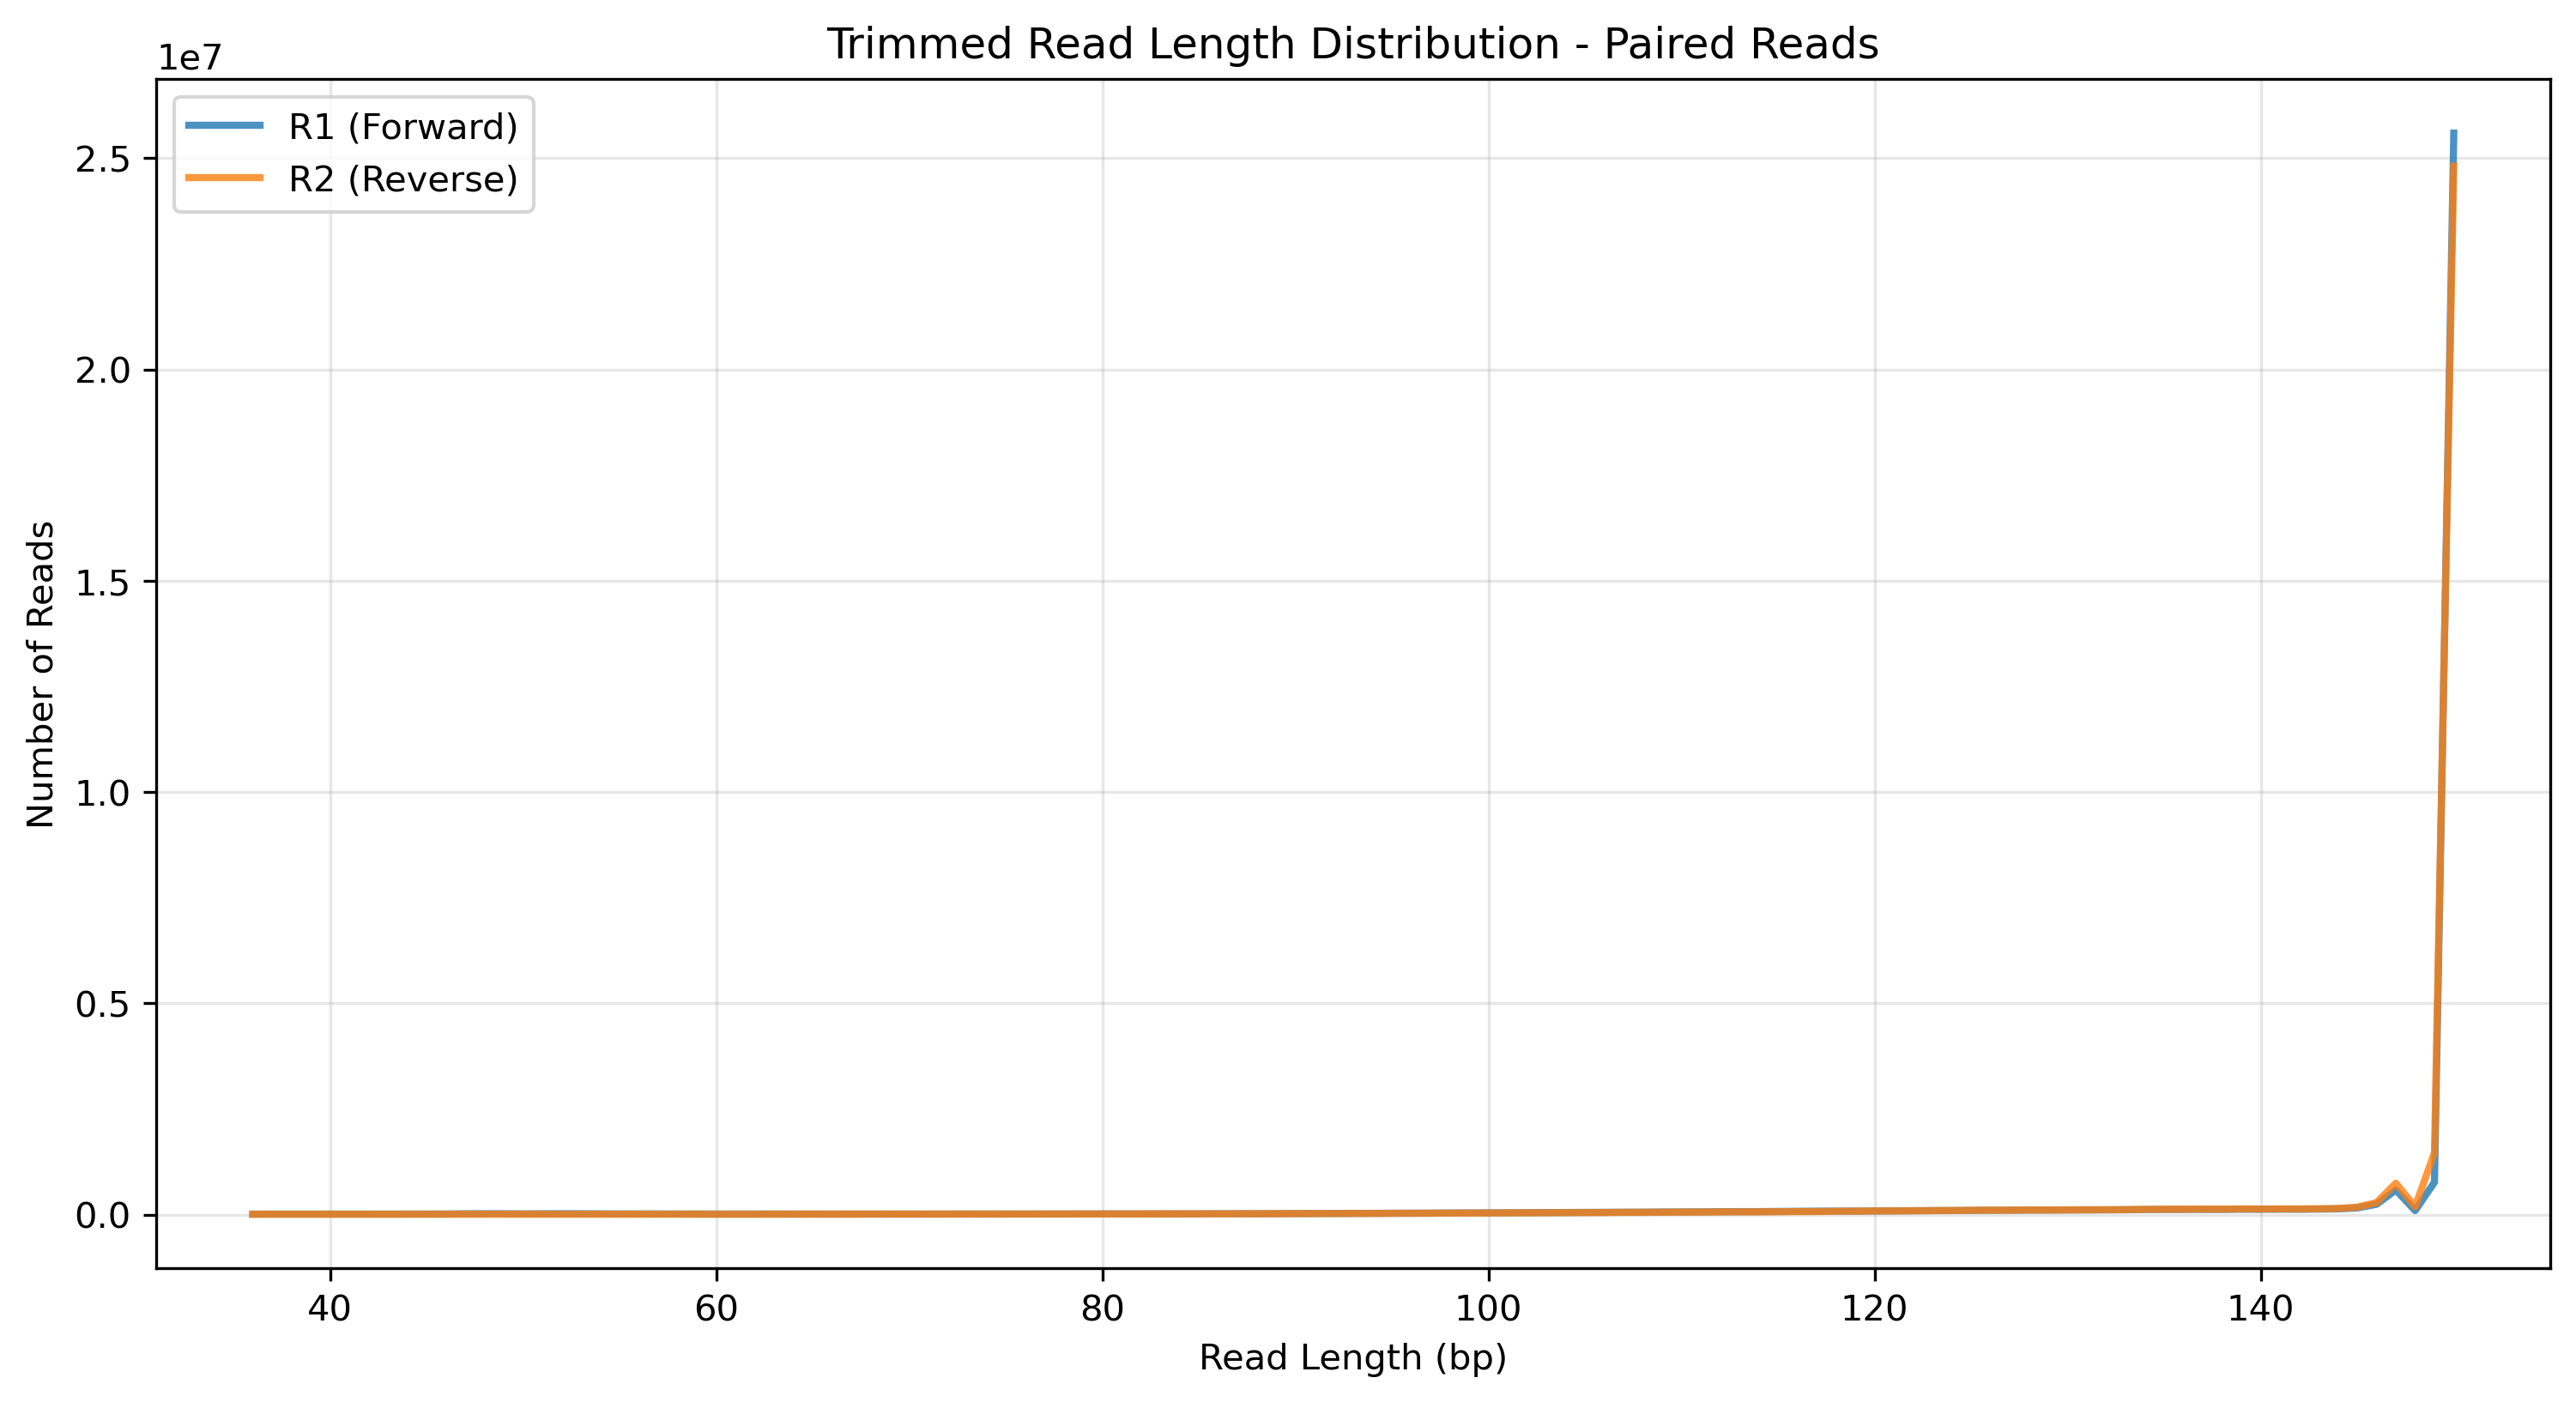 Trimmed Read Length Distribution - Paired Reads
1e7
R1 (Forward)
R2 (Reverse)
2.5
2.0
1.5
1.0
0.5
0.0
Number of Reads
40 60 80 100 120 140
Read Length (bp)